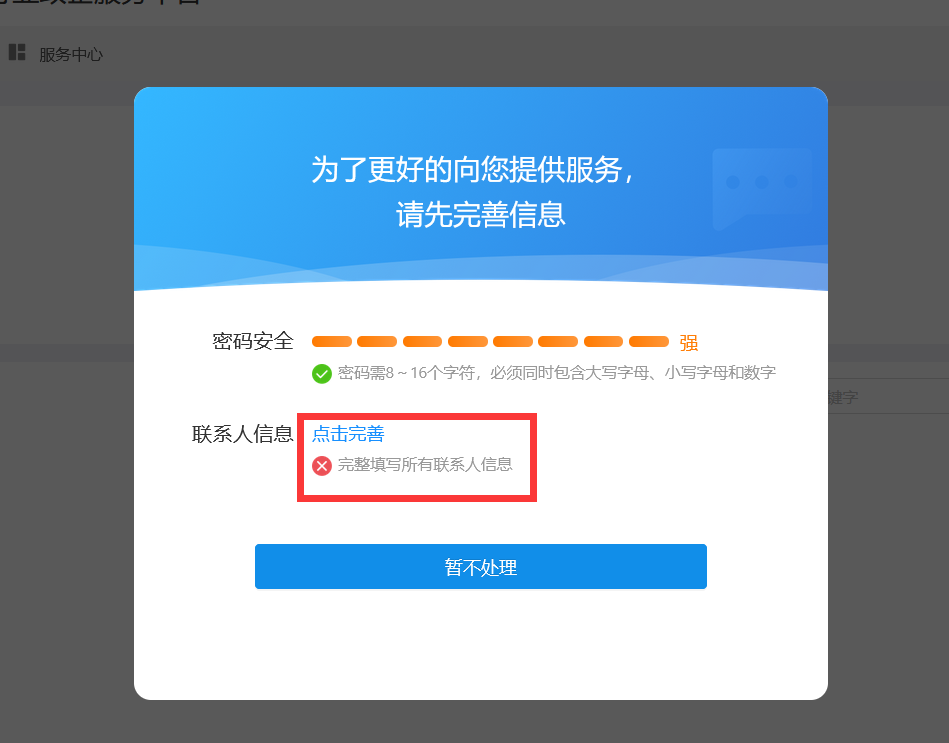 服务中心
为了更好的向您提供服务，
请先完善信息
密码安全 强
密码需8～16个字符，必须同时包含大写字母、小写字母和数字
联系人信息 点击完善
完整填写所有联系人信息
键字
暂不处理